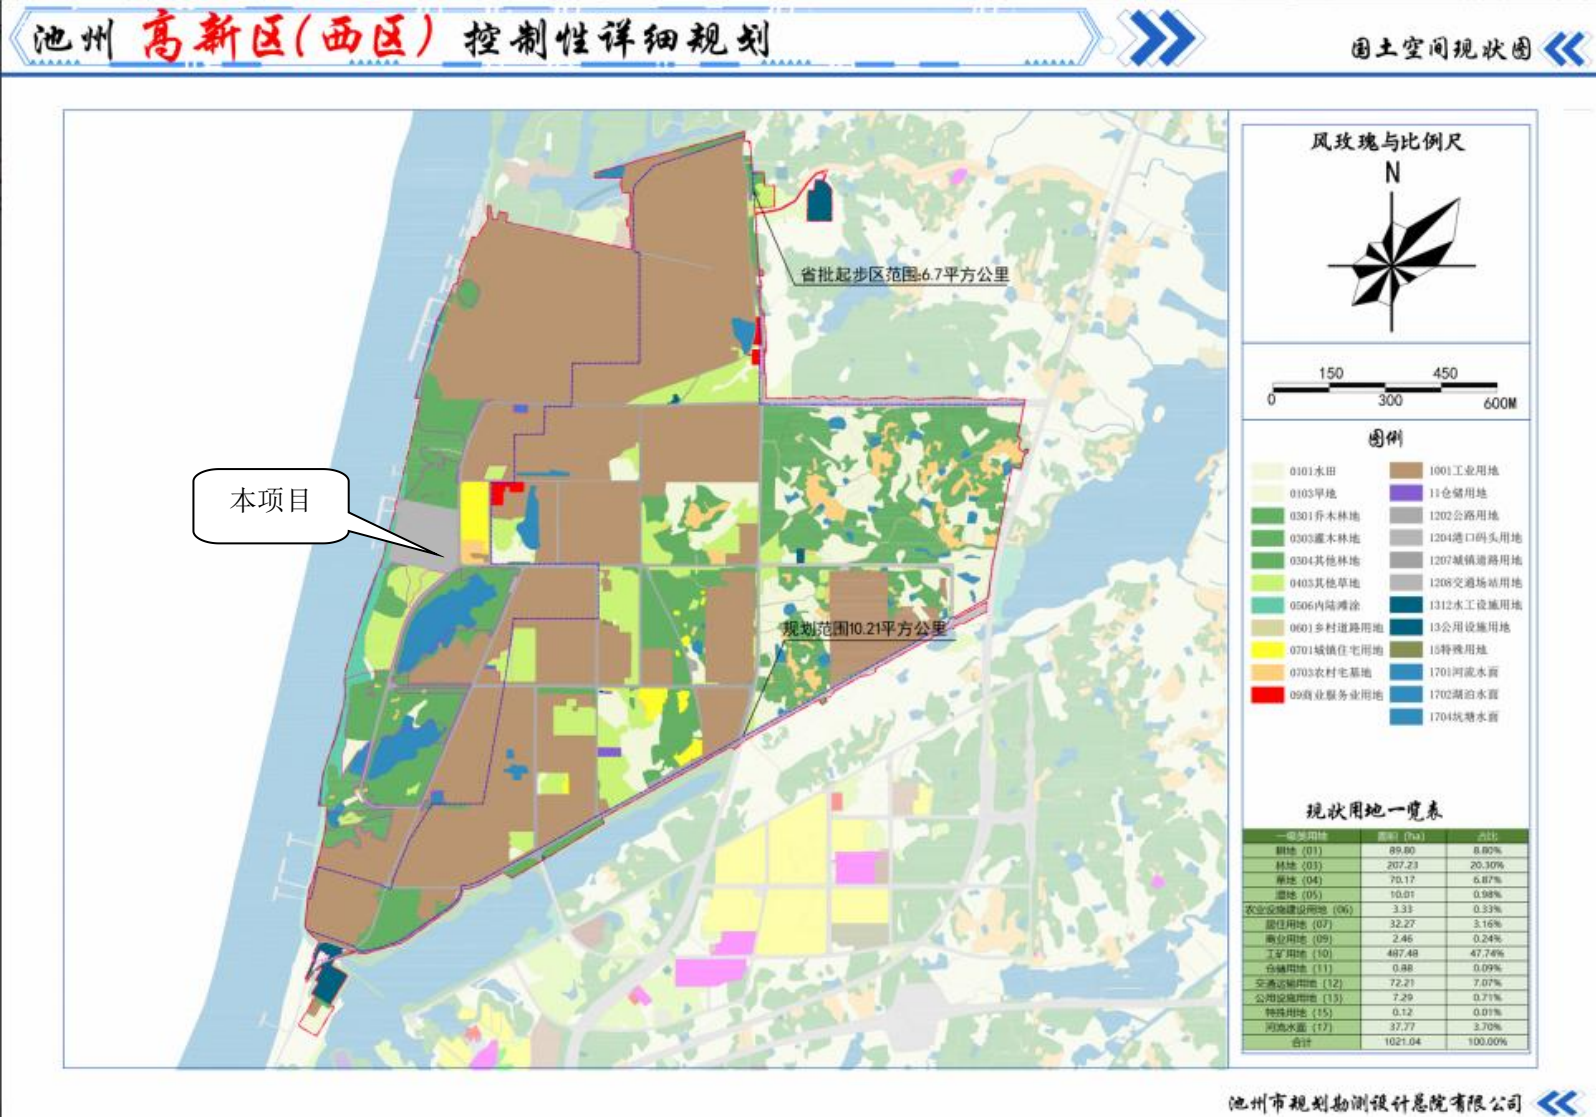 池州 高新区(西区) 控制性详细规划
国土空间现状图
风玫瑰与比例尺
N
省批起步区范围:6.7平方公里
150 450
0 300 600M
图例
0101水田
0103旱地
0301乔木林地
0303灌木林地
0304其他林地
0403其他草地
0506内陆滩涂
0601乡村道路用地
0701城镇住宅用地
0703农村宅基地
09商业服务业用地
1001工业用地
11仓储用地
1202公路用地
1204港口码头用地
1207城镇道路用地
1208交通场站用地
1312水工设施用地
13公用设施用地
15特殊用地
1701河流水面
1702湖泊水面
1704坑塘水面
本项目
规划范围10.21平方公里
现状用地一览表
一级类用地 面积 (ha) 占比
耕地 (01) 89.80 8.80%
林地 (03) 207.23 20.30%
草地 (04) 70.17 6.87%
湿地 (05) 10.01 0.98%
农业设施建设用地 (06) 3.33 0.33%
居住用地 (07) 32.27 3.16%
商业用地 (09) 2.46 0.24%
工矿用地 (10) 487.48 47.74%
仓储用地 (11) 0.88 0.09%
交通运输用地 (12) 72.21 7.07%
公用设施用地 (13) 7.29 0.71%
特殊用地 (15) 0.12 0.01%
河流水面 (17) 37.77 3.70%
合计 1021.04 100.00%
池州市规划勘测设计总院有限公司